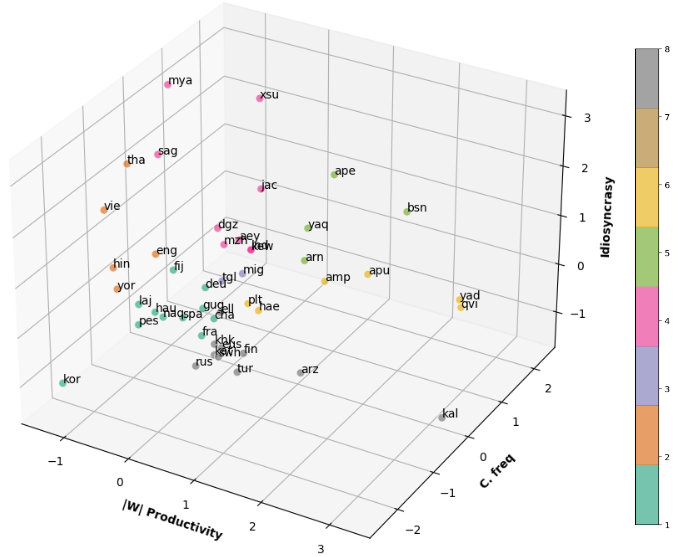 mya
xsu
sag
tha
ape
jac
vie
bsn
dgz
yaq
aey
mzh
kew
eng
arn
hin
fij
mig
apu
tgl
amp
yor
deu
yad
laj
plt
qvi
hau
gug
ell
hae
naq
spa
cha
pes
fra
khk
eus
fin
swh
rus
tur
arz
kor
kal
3
2
1
0
−1
Idiosyncrasy
−1
0
1
2
3
|W| Productivity
−2
−1
0
1
2
C. freq
8
7
6
5
4
3
2
1